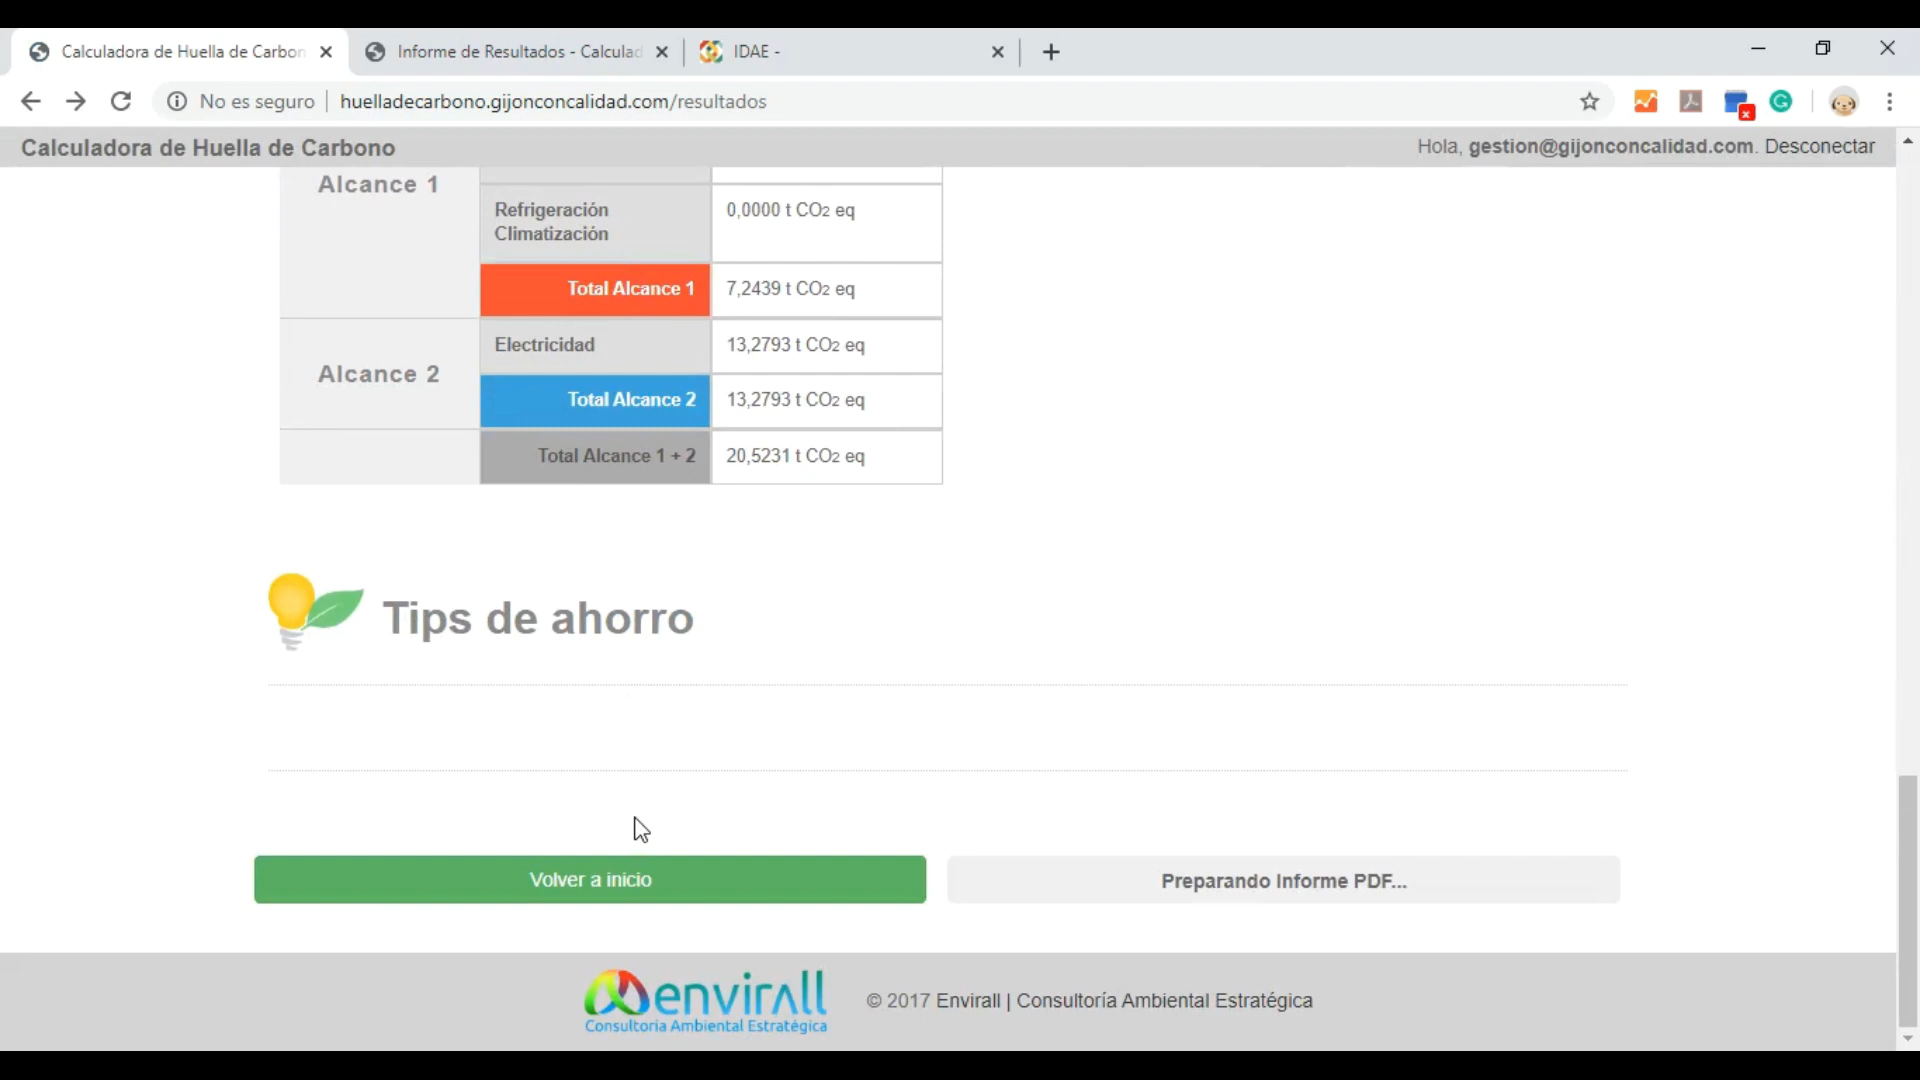 Calculadora de Huella de Carbon
Informe de Resultados - Calculad
IDAE -
No es seguro
huelladecarbono.gijonconcalidad.com/resultados
Calculadora de Huella de Carbono
Hola, gestion@gijonconcalidad.com. Desconectar
Alcance 1
Refrigeración
Climatización
0,0000 t CO2 eq
Total Alcance 1
7,2439 t CO2 eq
Alcance 2
Electricidad
13,2793 t CO2 eq
Total Alcance 2
13,2793 t CO2 eq
Total Alcance 1 + 2
20,5231 t CO2 eq
Tips de ahorro
Volver a inicio
Preparando Informe PDF...
envirall
Consultoría Ambiental Estratégica
© 2017 Envirall | Consultoría Ambiental Estratégica